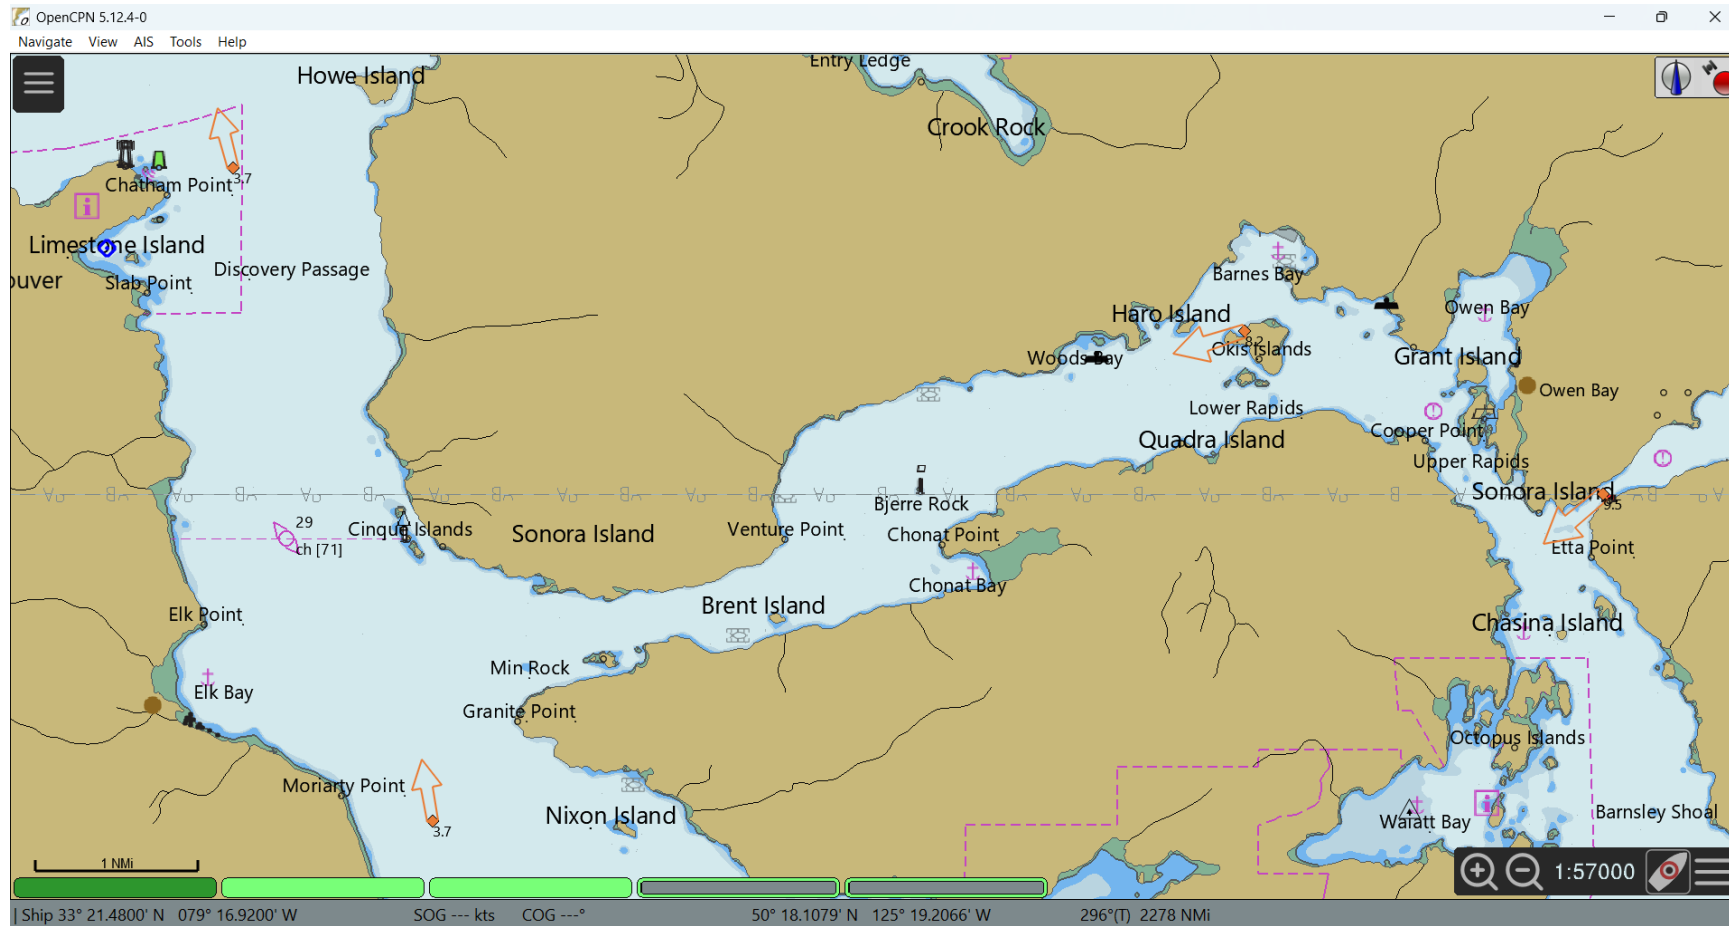 OpenCPN 5.12.4-0
Navigate View AIS Tools Help
Entry Ledge
Howe Island
Crook Rock
3.7
Chatham Point
Limestone Island
Discovery Passage
ouver
Slab Point
Barnes Bay
Haro Island
Owen Bay
8.2
Okis Islands
Woods Bay
Grant Island
Owen Bay
Lower Rapids
Cooper Point
Quadra Island
Upper Rapids
Sonora Island
9.5
Bjerre Rock
29
Cinque Islands
Sonora Island
Venture Point
Chonat Point
ch [71]
Etta Point
Chonat Bay
Brent Island
Elk Point
Chasina Island
Min Rock
Elk Bay
Granite Point
Octopus Islands
Moriarty Point
Nixon Island
Barnsley Shoal
Waiatt Bay
3.7
1 NMi
1:57000
| Ship 33° 21.4800' N 079° 16.9200' W SOG --- kts COG ---° 50° 18.1079' N 125° 19.2066' W 296°(T) 2278 NMi